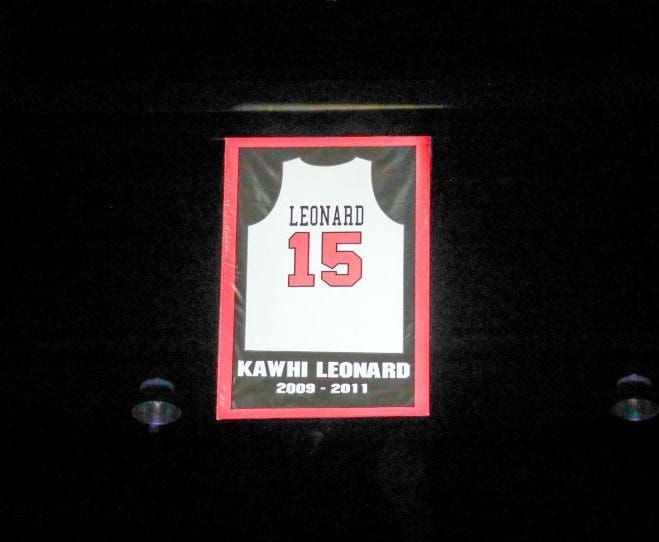 LEONARD
15
KAWHI LEONARD
2009 - 2011